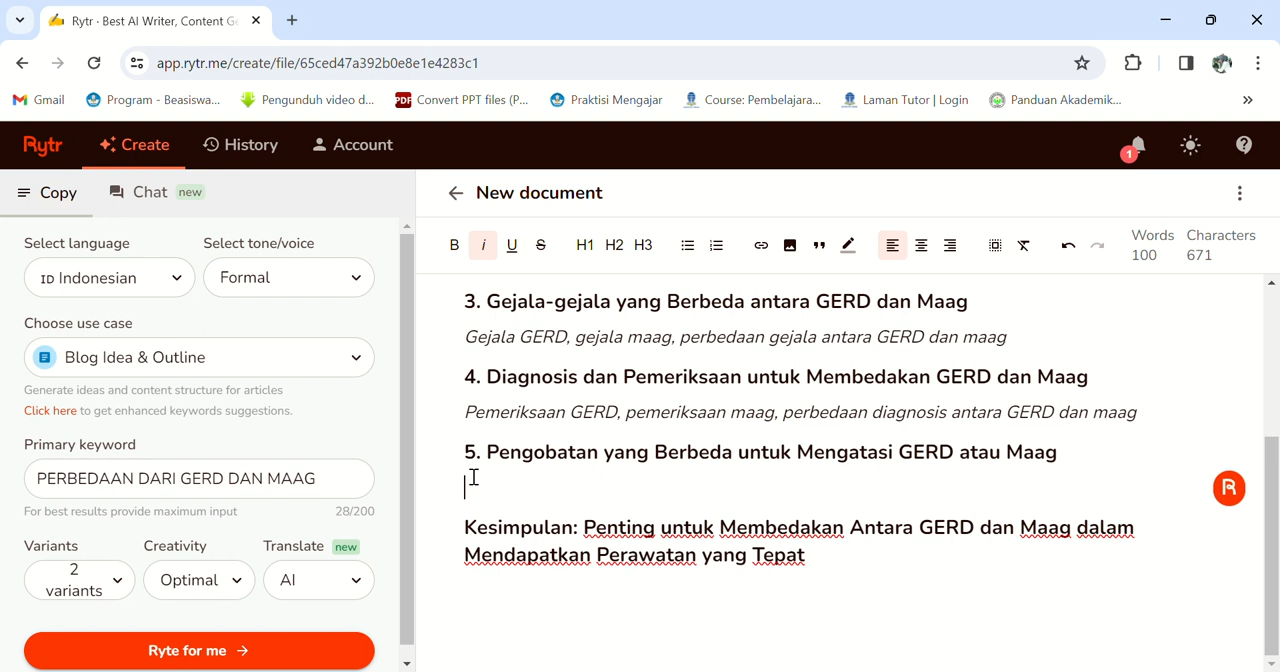 Rytr · Best AI Writer, Content Ge
app.rytr.me/create/file/65ced47a392b0e8e1e4283c1
Gmail
Program - Beasiswa...
Pengunduh video d...
PDF
Convert PPT files (P...
Praktisi Mengajar
Course: Pembelajara...
Laman Tutor | Login
Panduan Akademik...
»
Rytr
Create
History
Account
1
Copy
Chat new
New document
Select language
Select tone/voice
ID Indonesian
Formal
Choose use case
Blog Idea & Outline
Generate ideas and content structure for articles
Click here to get enhanced keywords suggestions.
Primary keyword
PERBEDAAN DARI GERD DAN MAAG
For best results provide maximum input
28/200
Variants
Creativity
Translate new
2 variants
Optimal
AI
Ryte for me →
B i U S H1 H2 H3
Words
100
Characters
671
3. Gejala-gejala yang Berbeda antara GERD dan Maag
Gejala GERD, gejala maag, perbedaan gejala antara GERD dan maag
4. Diagnosis dan Pemeriksaan untuk Membedakan GERD dan Maag
Pemeriksaan GERD, pemeriksaan maag, perbedaan diagnosis antara GERD dan maag
5. Pengobatan yang Berbeda untuk Mengatasi GERD atau Maag
Kesimpulan: Penting untuk Membedakan Antara GERD dan Maag dalam
Mendapatkan Perawatan yang Tepat
R